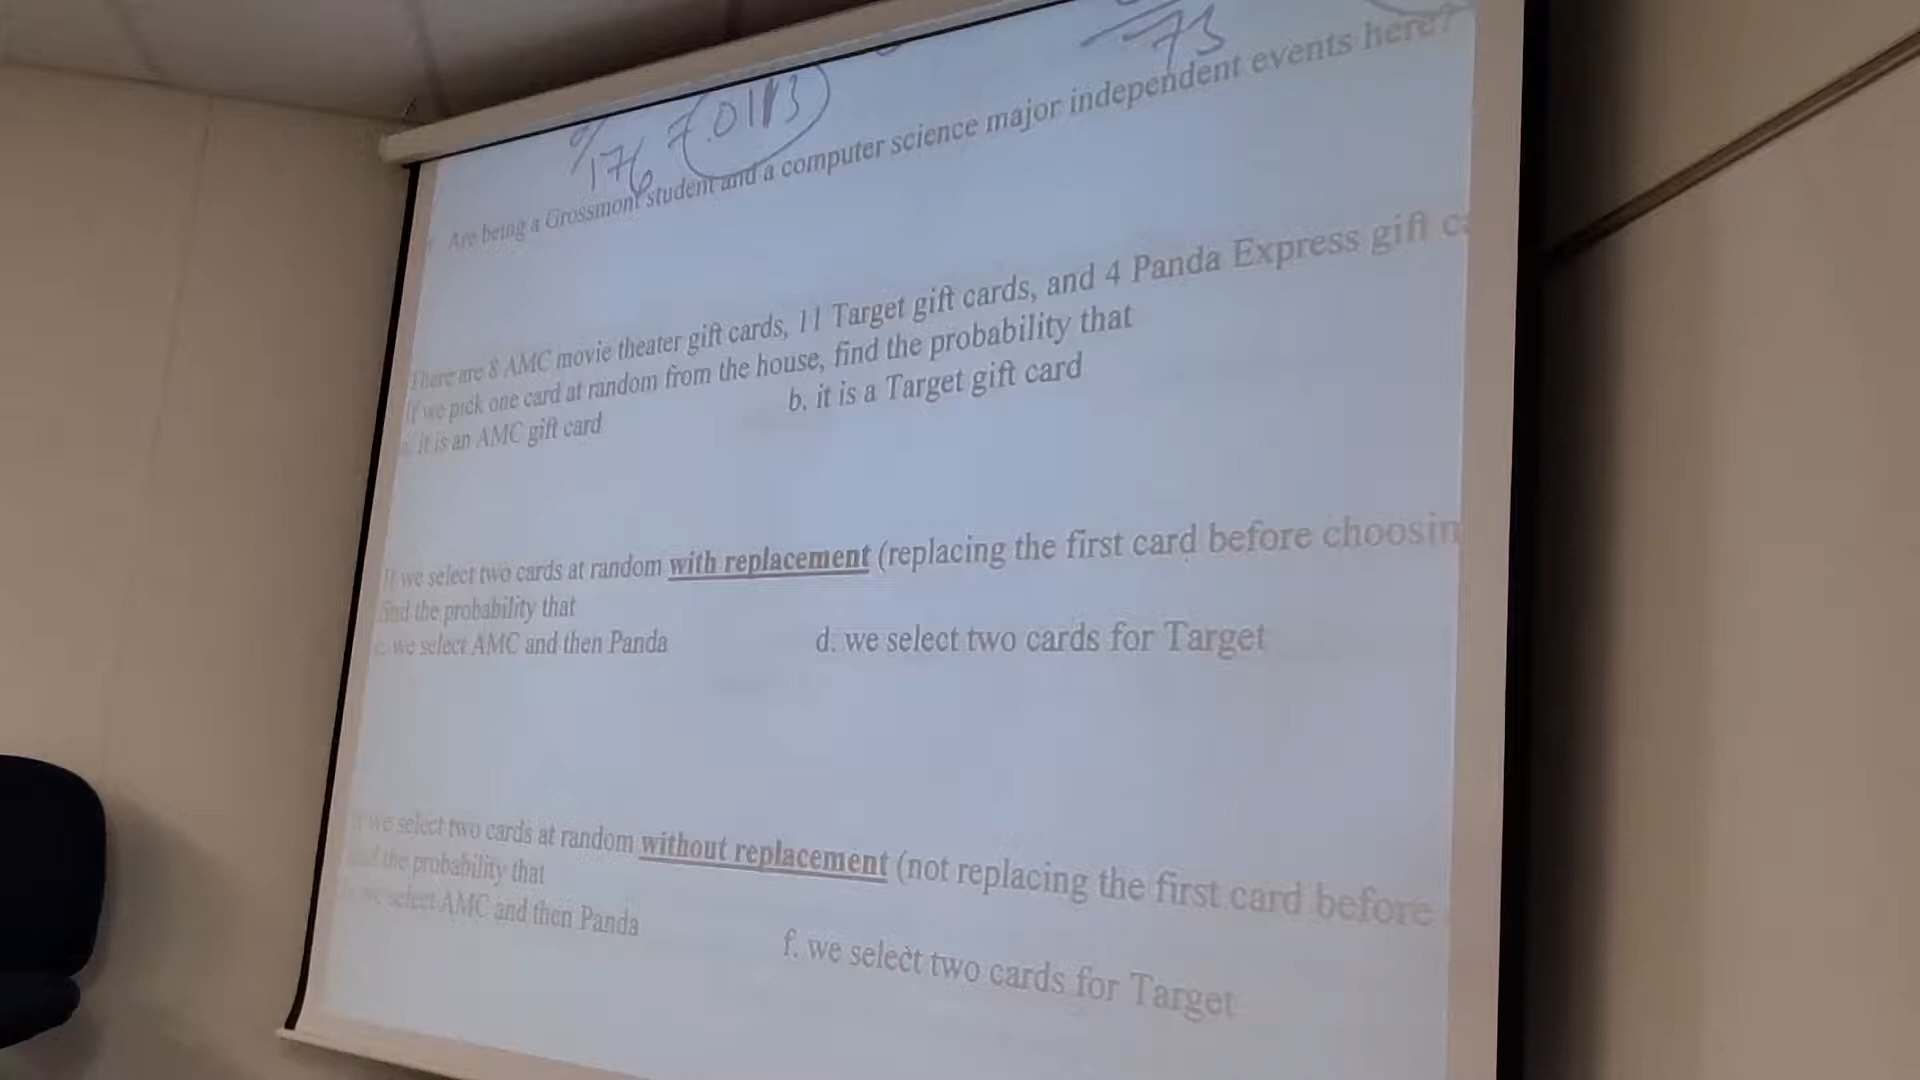 73
176 (.0113)
Are being a Grossmont student and a computer science major independent events here?
There are 8 AMC movie theater gift cards, 11 Target gift cards, and 4 Panda Express gift
If we pick one card at random from the house, find the probability that
it is an AMC gift card b. it is a Target gift card
If we select two cards at random with replacement (replacing the first card before choosin
find the probability that
c. we select AMC and then Panda d. we select two cards for Target
we select two cards at random without replacement (not replacing the first card before
the probability that
we select AMC and then Panda f. we select two cards for Target